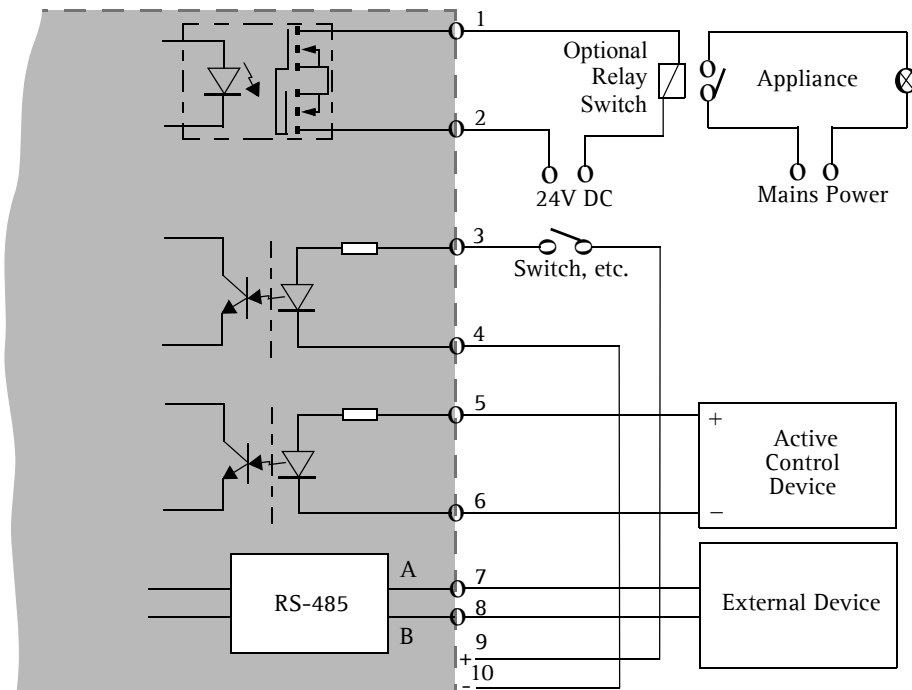 1
Optional
Relay
Switch
Appliance
2
24V DC
Mains Power
3
Switch, etc.
4
5
+
Active
Control
Device
6
−
A
7
RS-485
External Device
8
B
9
+
10
-